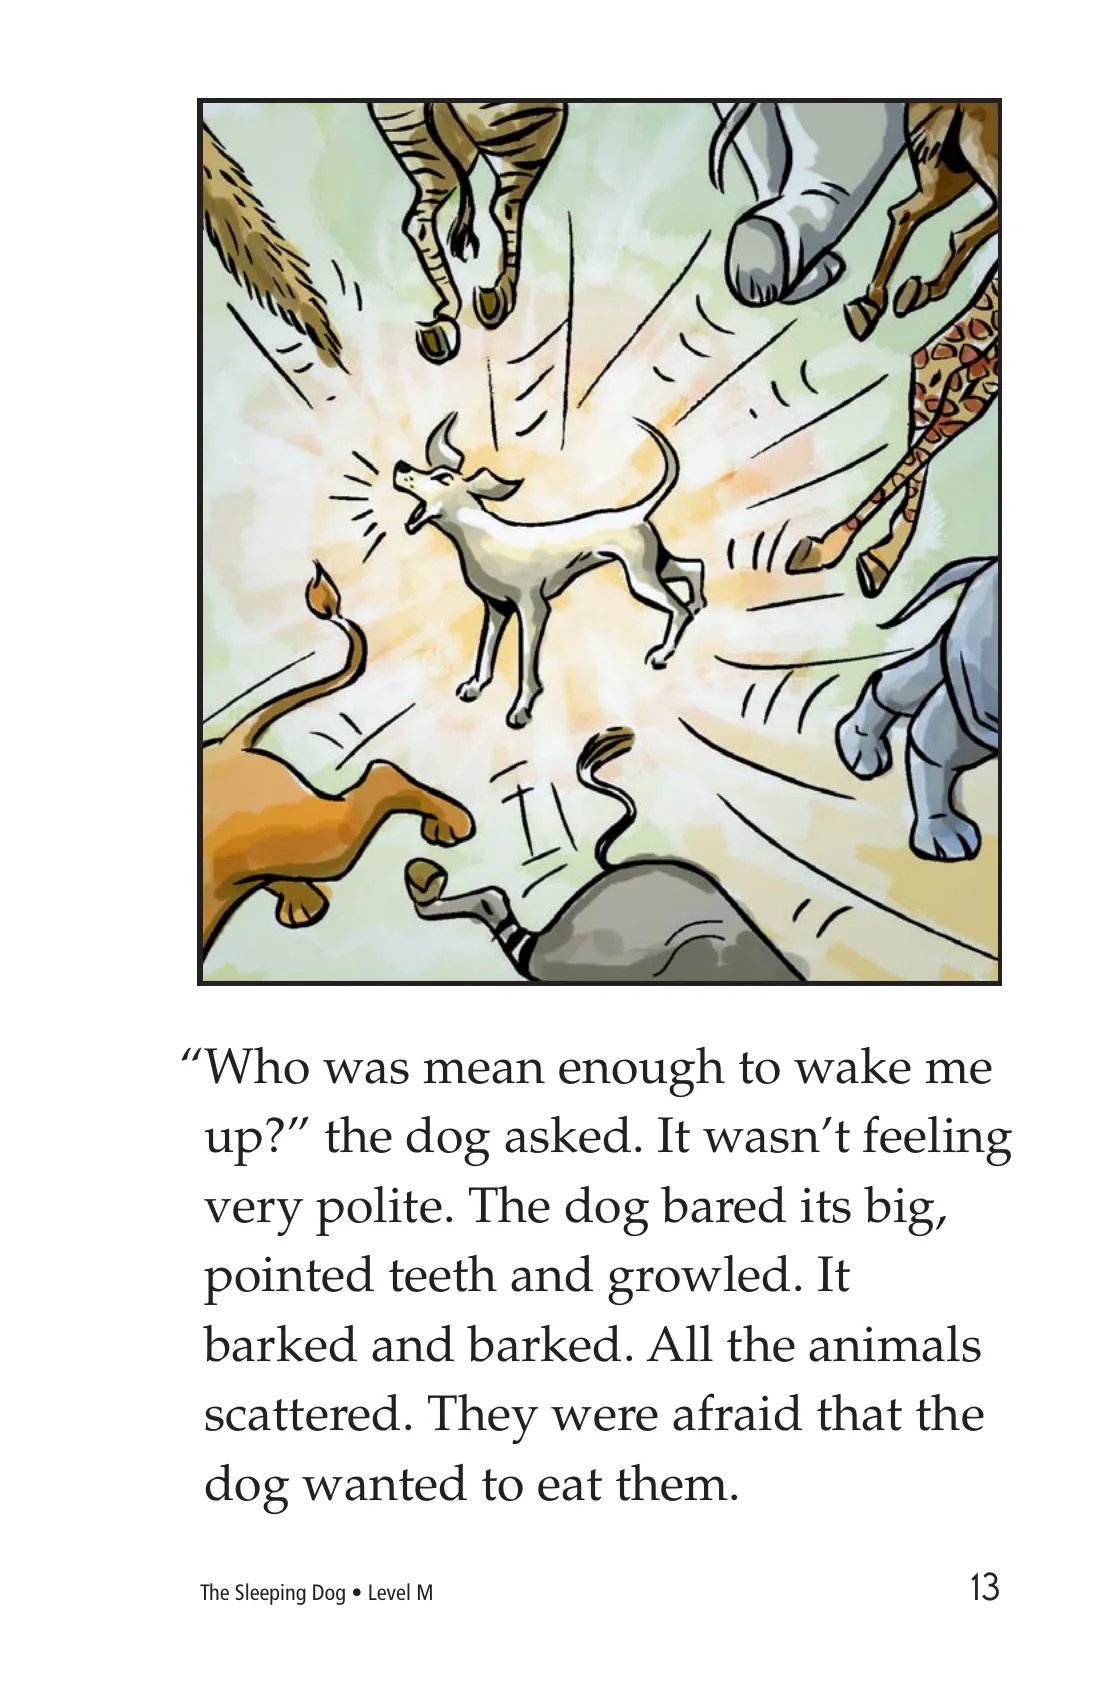 “Who was mean enough to wake me
up?” the dog asked. It wasn’t feeling
very polite. The dog bared its big,
pointed teeth and growled. It
barked and barked. All the animals
scattered. They were afraid that the
dog wanted to eat them.
The Sleeping Dog • Level M
13